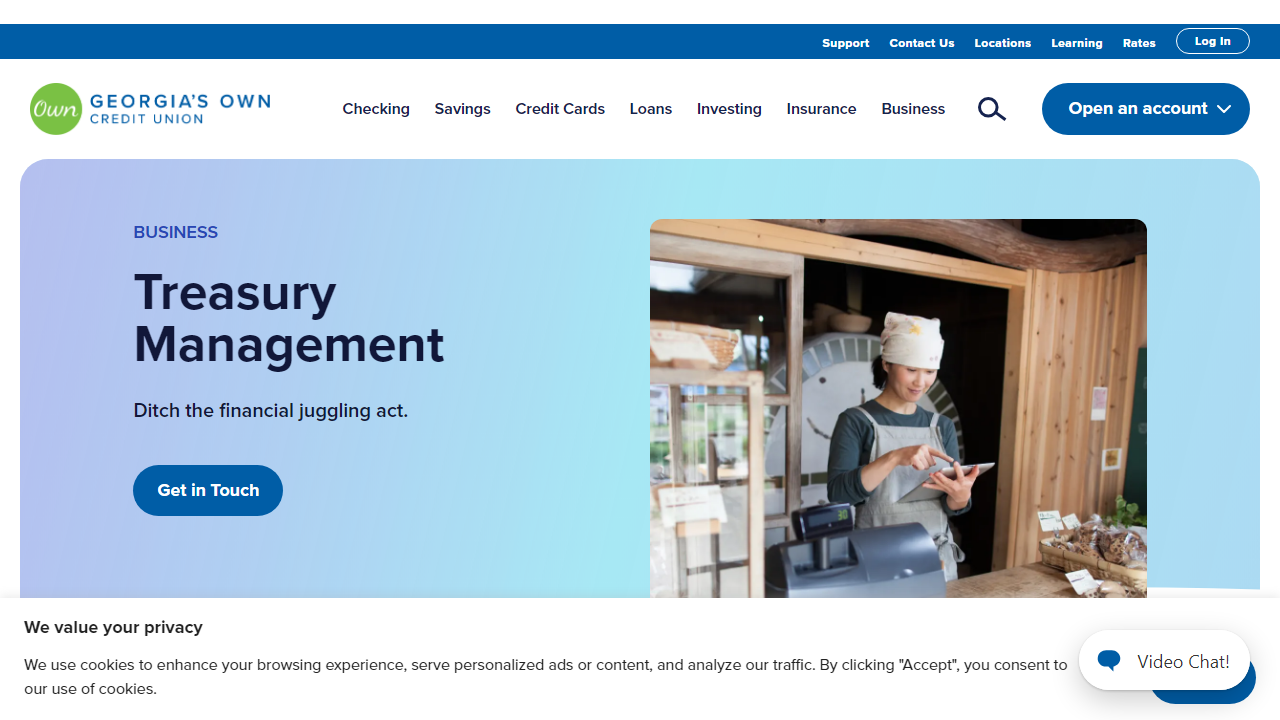 Support Contact Us Locations Learning Rates Log In
Own GEORGIA'S OWN
CREDIT UNION
Checking Savings Credit Cards Loans Investing Insurance Business Open an account
BUSINESS
Treasury
Management
Ditch the financial juggling act.
Get in Touch
30
We value your privacy
We use cookies to enhance your browsing experience, serve personalized ads or content, and analyze our traffic. By clicking "Accept", you consent to
our use of cookies.
Video Chat!